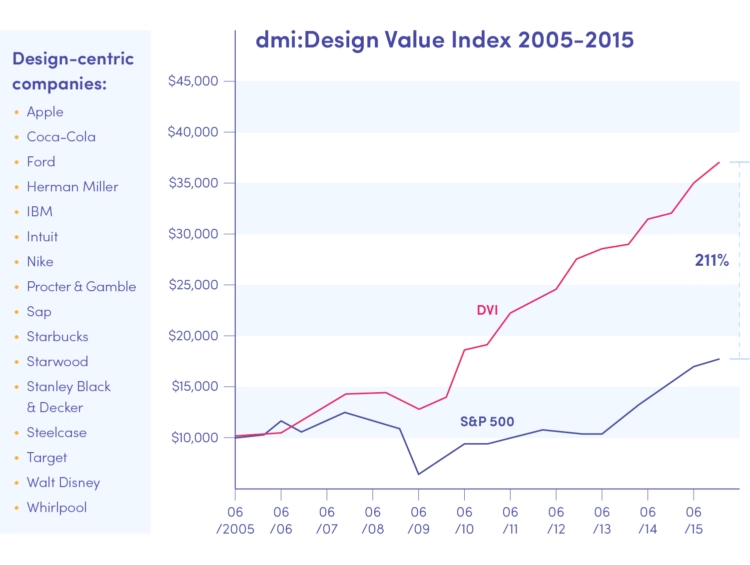 dmi:Design Value Index 2005-2015
Design-centric
companies:
Apple
Coca-Cola
Ford
Herman Miller
IBM
Intuit
Nike
Procter & Gamble
Sap
Starbucks
Starwood
Stanley Black
& Decker
Steelcase
Target
Walt Disney
Whirlpool
$45,000
$40,000
$35,000
$30,000
$25,000
$20,000
$15,000
$10,000
211%
DVI
S&P 500
06
/2005
06
/06
06
/07
06
/08
06
/09
06
/10
06
/11
06
/12
06
/13
06
/14
06
/15